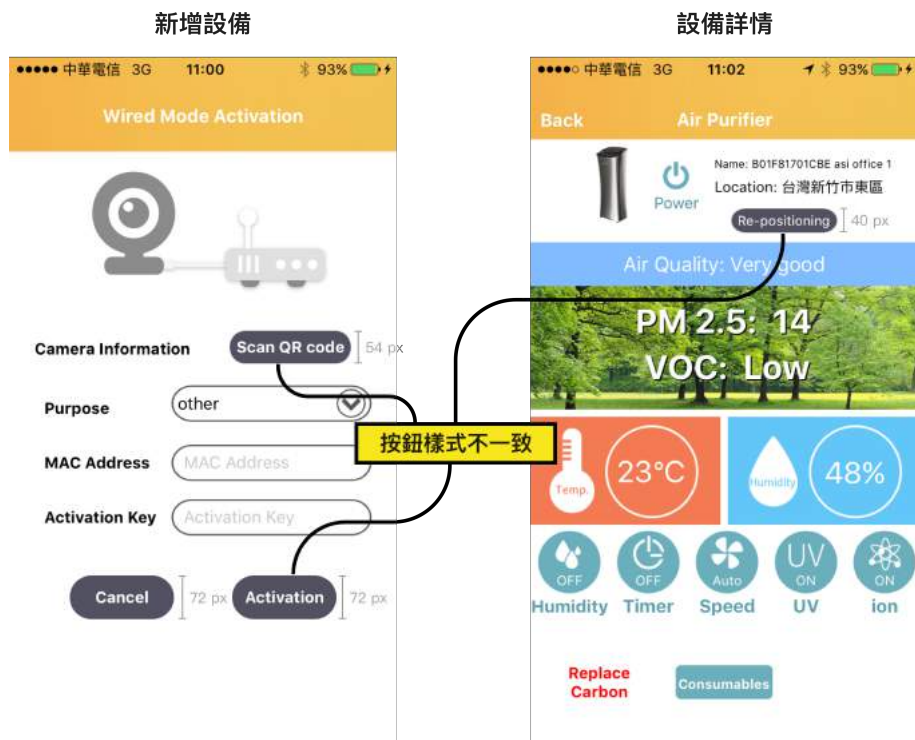 新增設備
中華電信 3G 11:00 93%
Wired Mode Activation
Camera Information
Scan QR code
54 px
Purpose
other
MAC Address
MAC Address
Activation Key
Activation Key
Cancel
72 px
Activation
72 px
按鈕樣式不一致
設備詳情
中華電信 3G 11:02 93%
Back
Air Purifier
Power
Name: B01F81701CBE asi office 1
Location: 台灣新竹市東區
Re-positioning
40 px
Air Quality: Very good
PM 2.5: 14
VOC: Low
Temp.
23°C
Humidity
48%
OFF
OFF
Auto
UV
ON
ON
Humidity Timer Speed UV ion
Replace
Carbon
Consumables